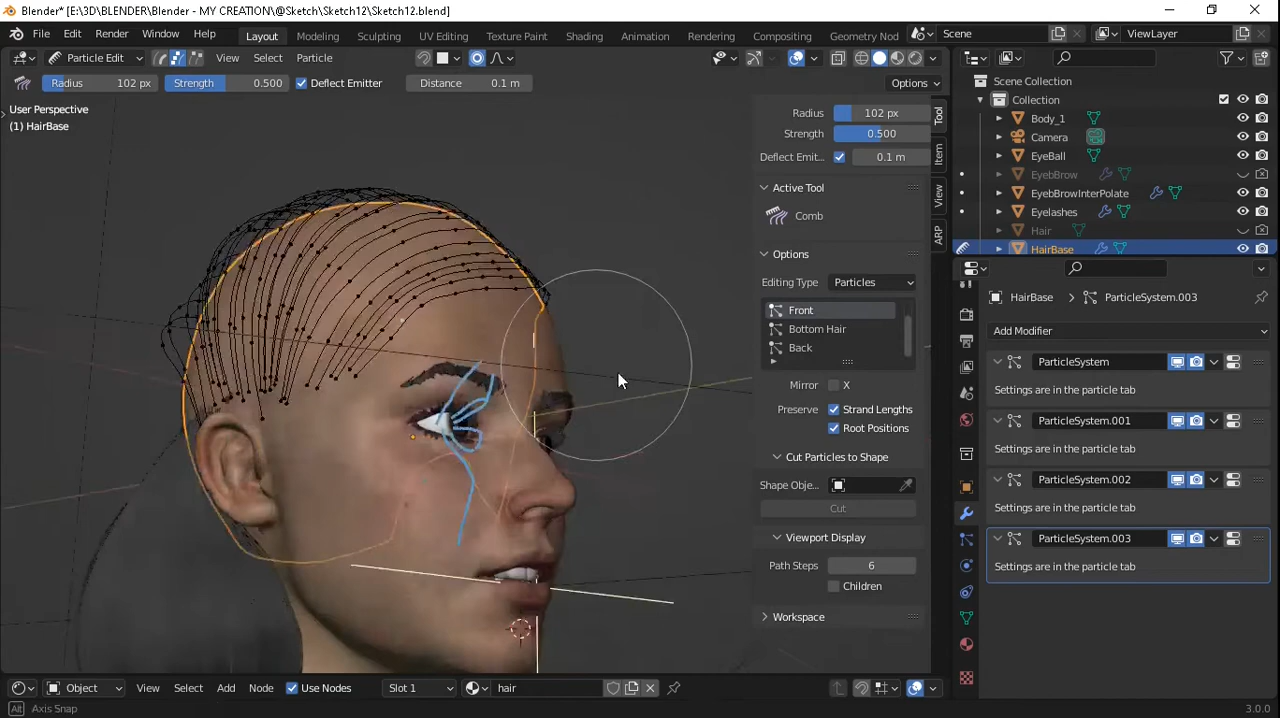 Blender* [E:\3D\BLENDER\Blender - MY CREATION\@Sketch\Sketch12\Sketch12.blend]
File Edit Render Window Help Layout Modeling Sculpting UV Editing Texture Paint Shading Animation Rendering Compositing Geometry Nod Scene ViewLayer
Particle Edit View Select Particle
Radius 102 px Strength 0.500 Deflect Emitter Distance 0.1 m Options
User Perspective
(1) HairBase
Radius 102 px
Strength 0.500
Deflect Emit... 0.1 m
Active Tool
Comb
Options
Editing Type Particles
Front
Bottom Hair
Back
Mirror X
Preserve Strand Lengths
Root Positions
Cut Particles to Shape
Shape Obje...
Cut
Viewport Display
Path Steps 6
Children
Workspace
Tool
Item
View
ARP
Scene Collection
Collection
Body_1
Camera
EyeBall
EyebBrow
EyebBrowInterPolate
Eyelashes
Hair
HairBase
HairBase ParticleSystem.003
Add Modifier
ParticleSystem
Settings are in the particle tab
ParticleSystem.001
Settings are in the particle tab
ParticleSystem.002
Settings are in the particle tab
ParticleSystem.003
Settings are in the particle tab
Object View Select Add Node Use Nodes Slot 1 hair
Alt Axis Snap
3.0.0